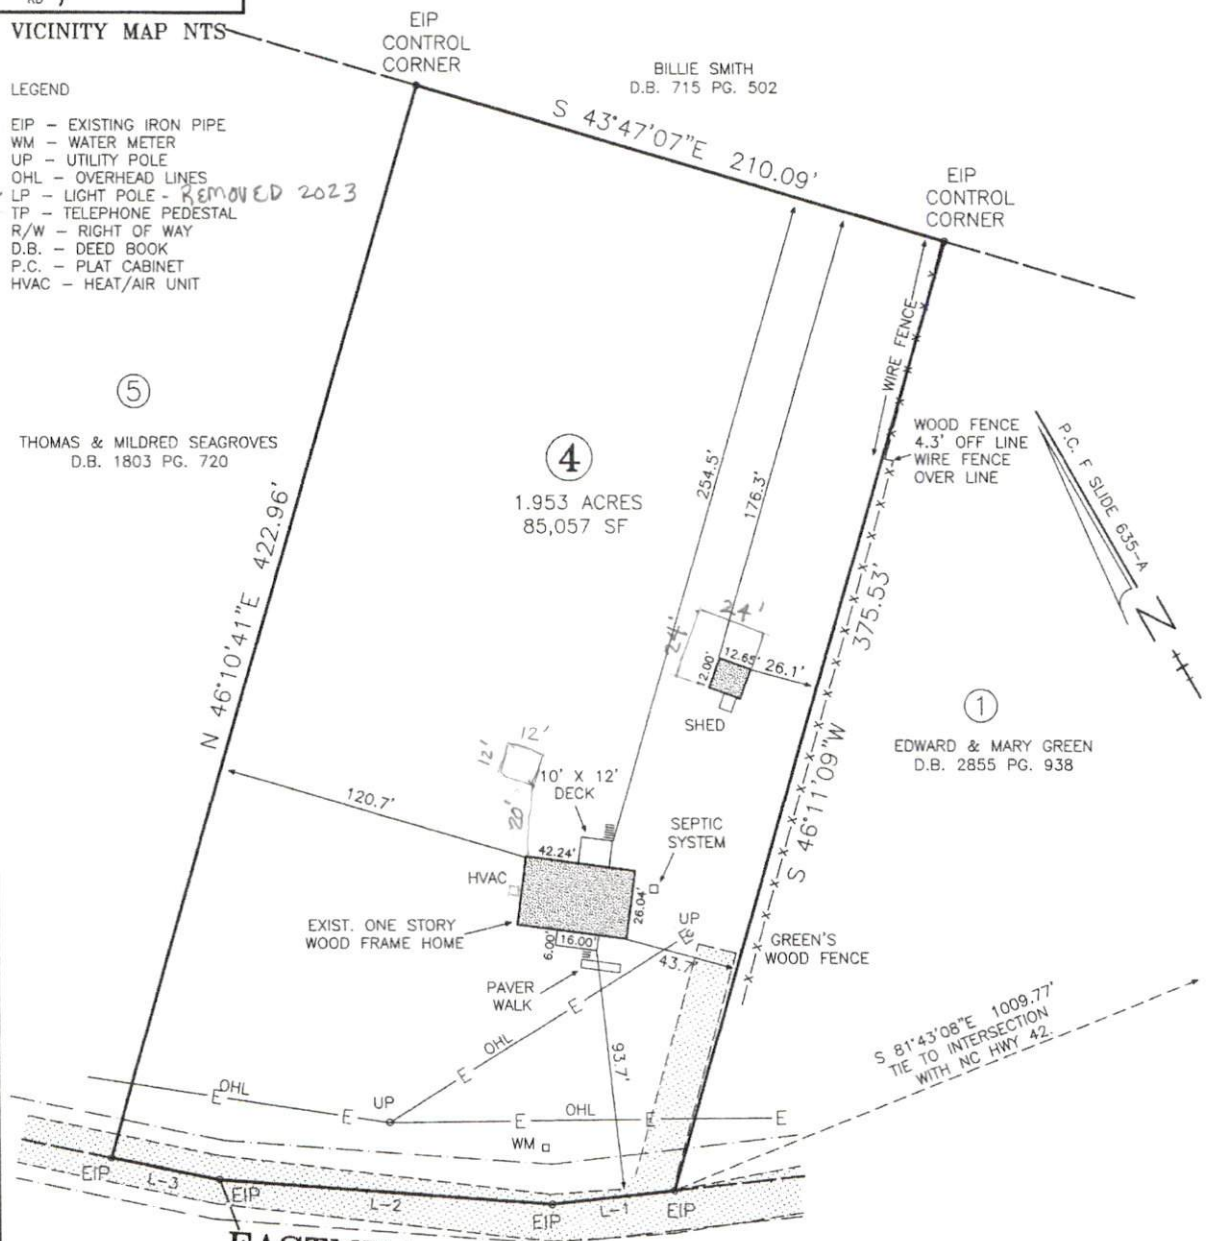 VICINITY MAP NTS
EIP
CONTROL
CORNER
BILLIE SMITH
D.B. 715 PG. 502
S 43°47'07"E 210.09'
EIP
CONTROL
CORNER
LEGEND
EIP – EXISTING IRON PIPE
WM – WATER METER
UP – UTILITY POLE
OHL – OVERHEAD LINES
LP – LIGHT POLE - REMOVED 2023
TP – TELEPHONE PEDESTAL
R/W – RIGHT OF WAY
D.B. – DEED BOOK
P.C. – PLAT CABINET
HVAC – HEAT/AIR UNIT
5
THOMAS & MILDRED SEAGROVES
D.B. 1803 PG. 720
4
1.953 ACRES
85,057 SF
WIRE FENCE
WOOD FENCE
4.3' OFF LINE
WIRE FENCE
OVER LINE
P.C. F SLIDE 635-A
N
254.5'
176.3'
N 46°10'41"E 422.96'
S 46°11'09"W 375.53'
24'
24'
12.65'
12.00'
26.1'
SHED
1
EDWARD & MARY GREEN
D.B. 2855 PG. 938
12'
12'
20'
10' X 12'
DECK
120.7'
SEPTIC
SYSTEM
42.24'
HVAC
26.04'
EXIST. ONE STORY
WOOD FRAME HOME
6.00'
16.00'
UP
43.7'
GREEN'S
WOOD FENCE
PAVER
WALK
93.7'
OHL
E
E
S 81°43'08"E 1009.77'
TIE TO INTERSECTION
WITH NC HWY 42.
OHL
E
E
UP
E
OHL
E
E
WM
EIP
L-3
EIP
L-2
EIP
L-1
EIP